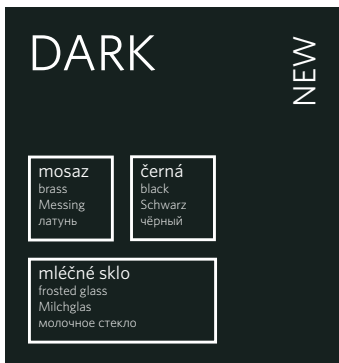 DARK
NEW
mosaz
brass
Messing
латунь
černá
black
Schwarz
чёрный
mléčné sklo
frosted glass
Milchglas
молочное стекло